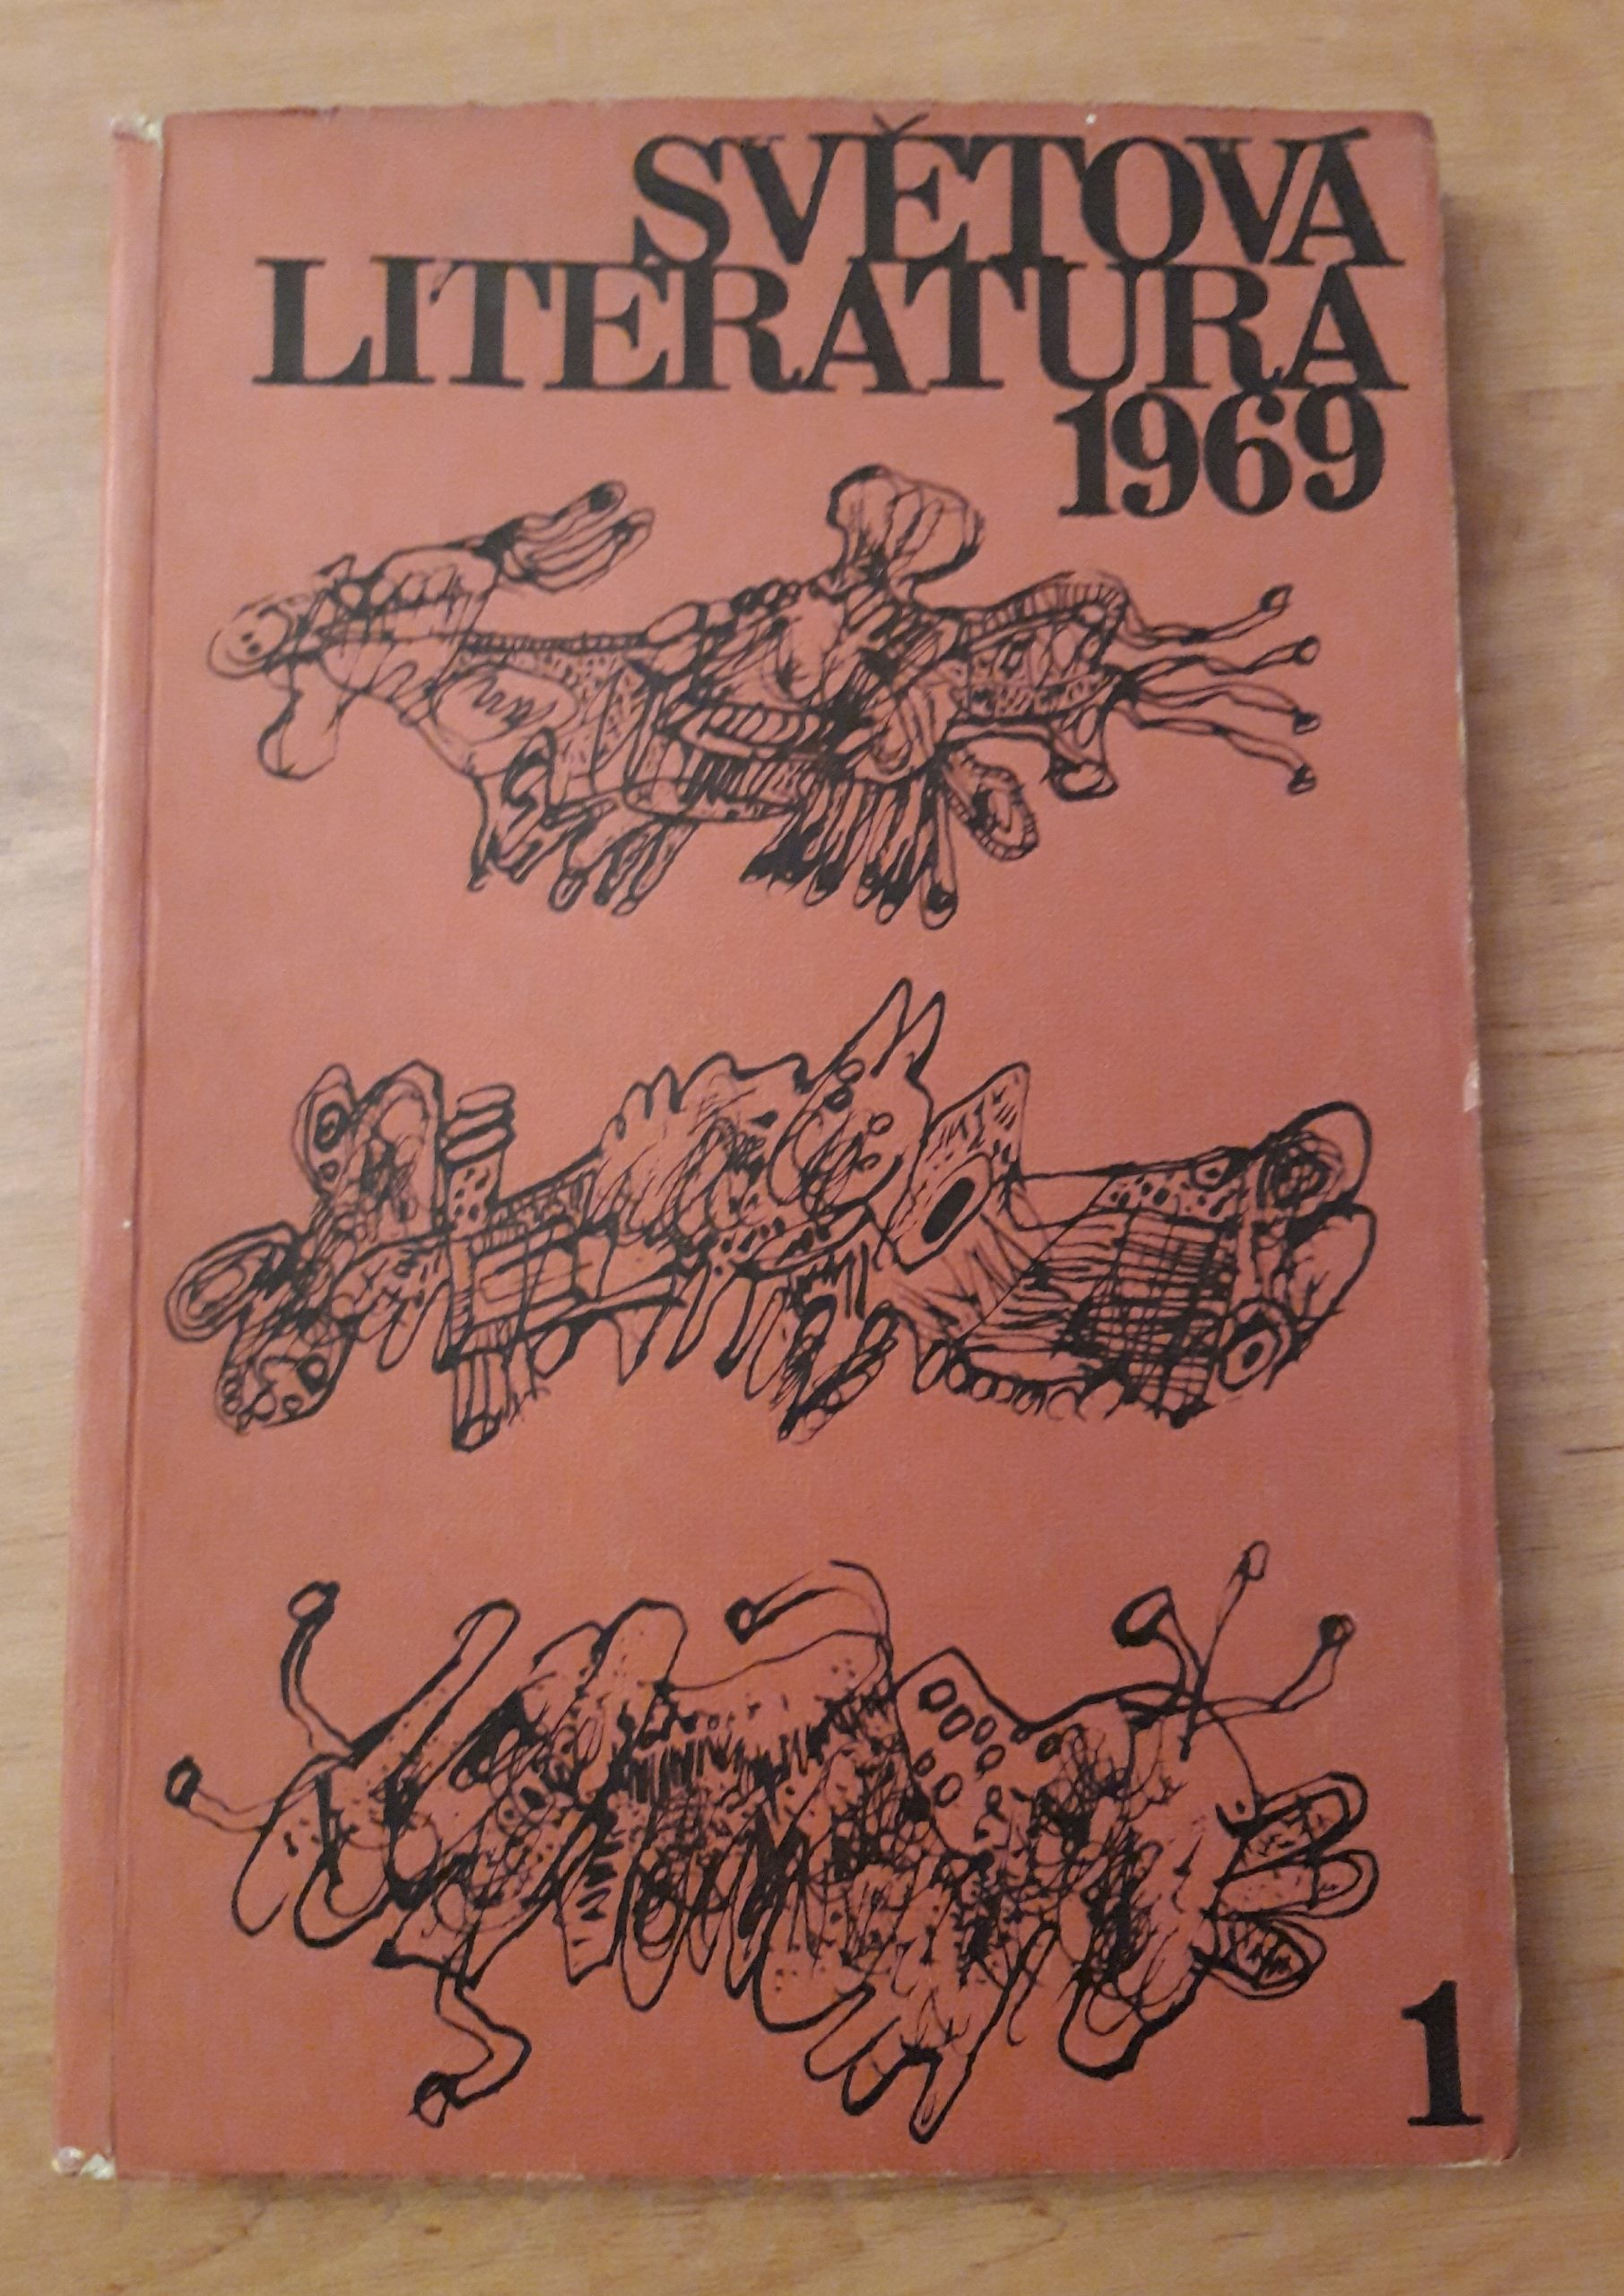 SVĚTOVÁ
LITERATURA
1969
1